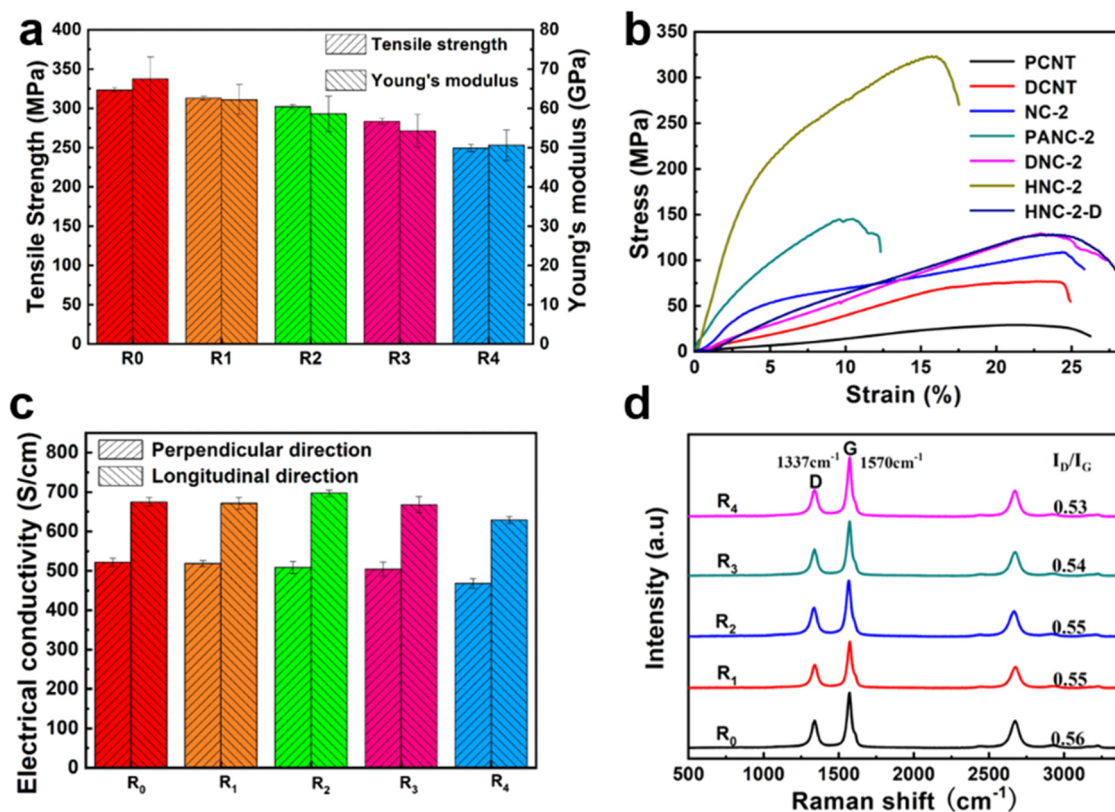 a
Tensile Strength (MPa)
400
350
300
250
200
150
100
50
0
Tensile strength
Young's modulus
80
70
60
50
40
30
20
10
0
Young's modulus (GPa)
R0 R1 R2 R3 R4
b
Stress (MPa)
350
300
250
200
150
100
50
0
PCNT
DCNT
NC-2
PANC-2
DNC-2
HNC-2
HNC-2-D
0 5 10 15 20 25
Strain (%)
c
Electrical conductivity (S/cm)
800
700
600
500
400
300
200
100
0
Perpendicular direction
Longitudinal direction
R₀ R₁ R₂ R₃ R₄
d
Intensity (a.u)
1337cm⁻¹
D
G
1570cm⁻¹
I_D/I_G
R₄ 0.53
R₃ 0.54
R₂ 0.55
R₁ 0.55
R₀ 0.56
500 1000 1500 2000 2500 3000
Raman shift (cm⁻¹)